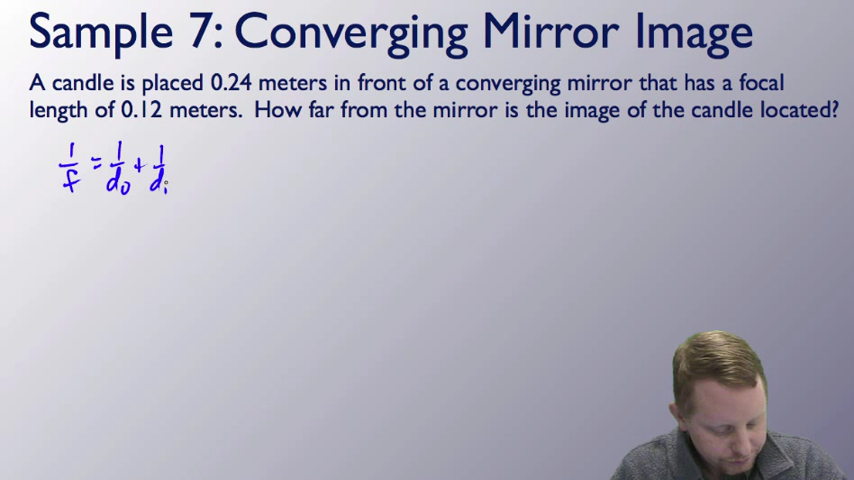 Sample 7: Converging Mirror Image
A candle is placed 0.24 meters in front of a converging mirror that has a focal
length of 0.12 meters.  How far from the mirror is the image of the candle located?
1/f = 1/do + 1/di